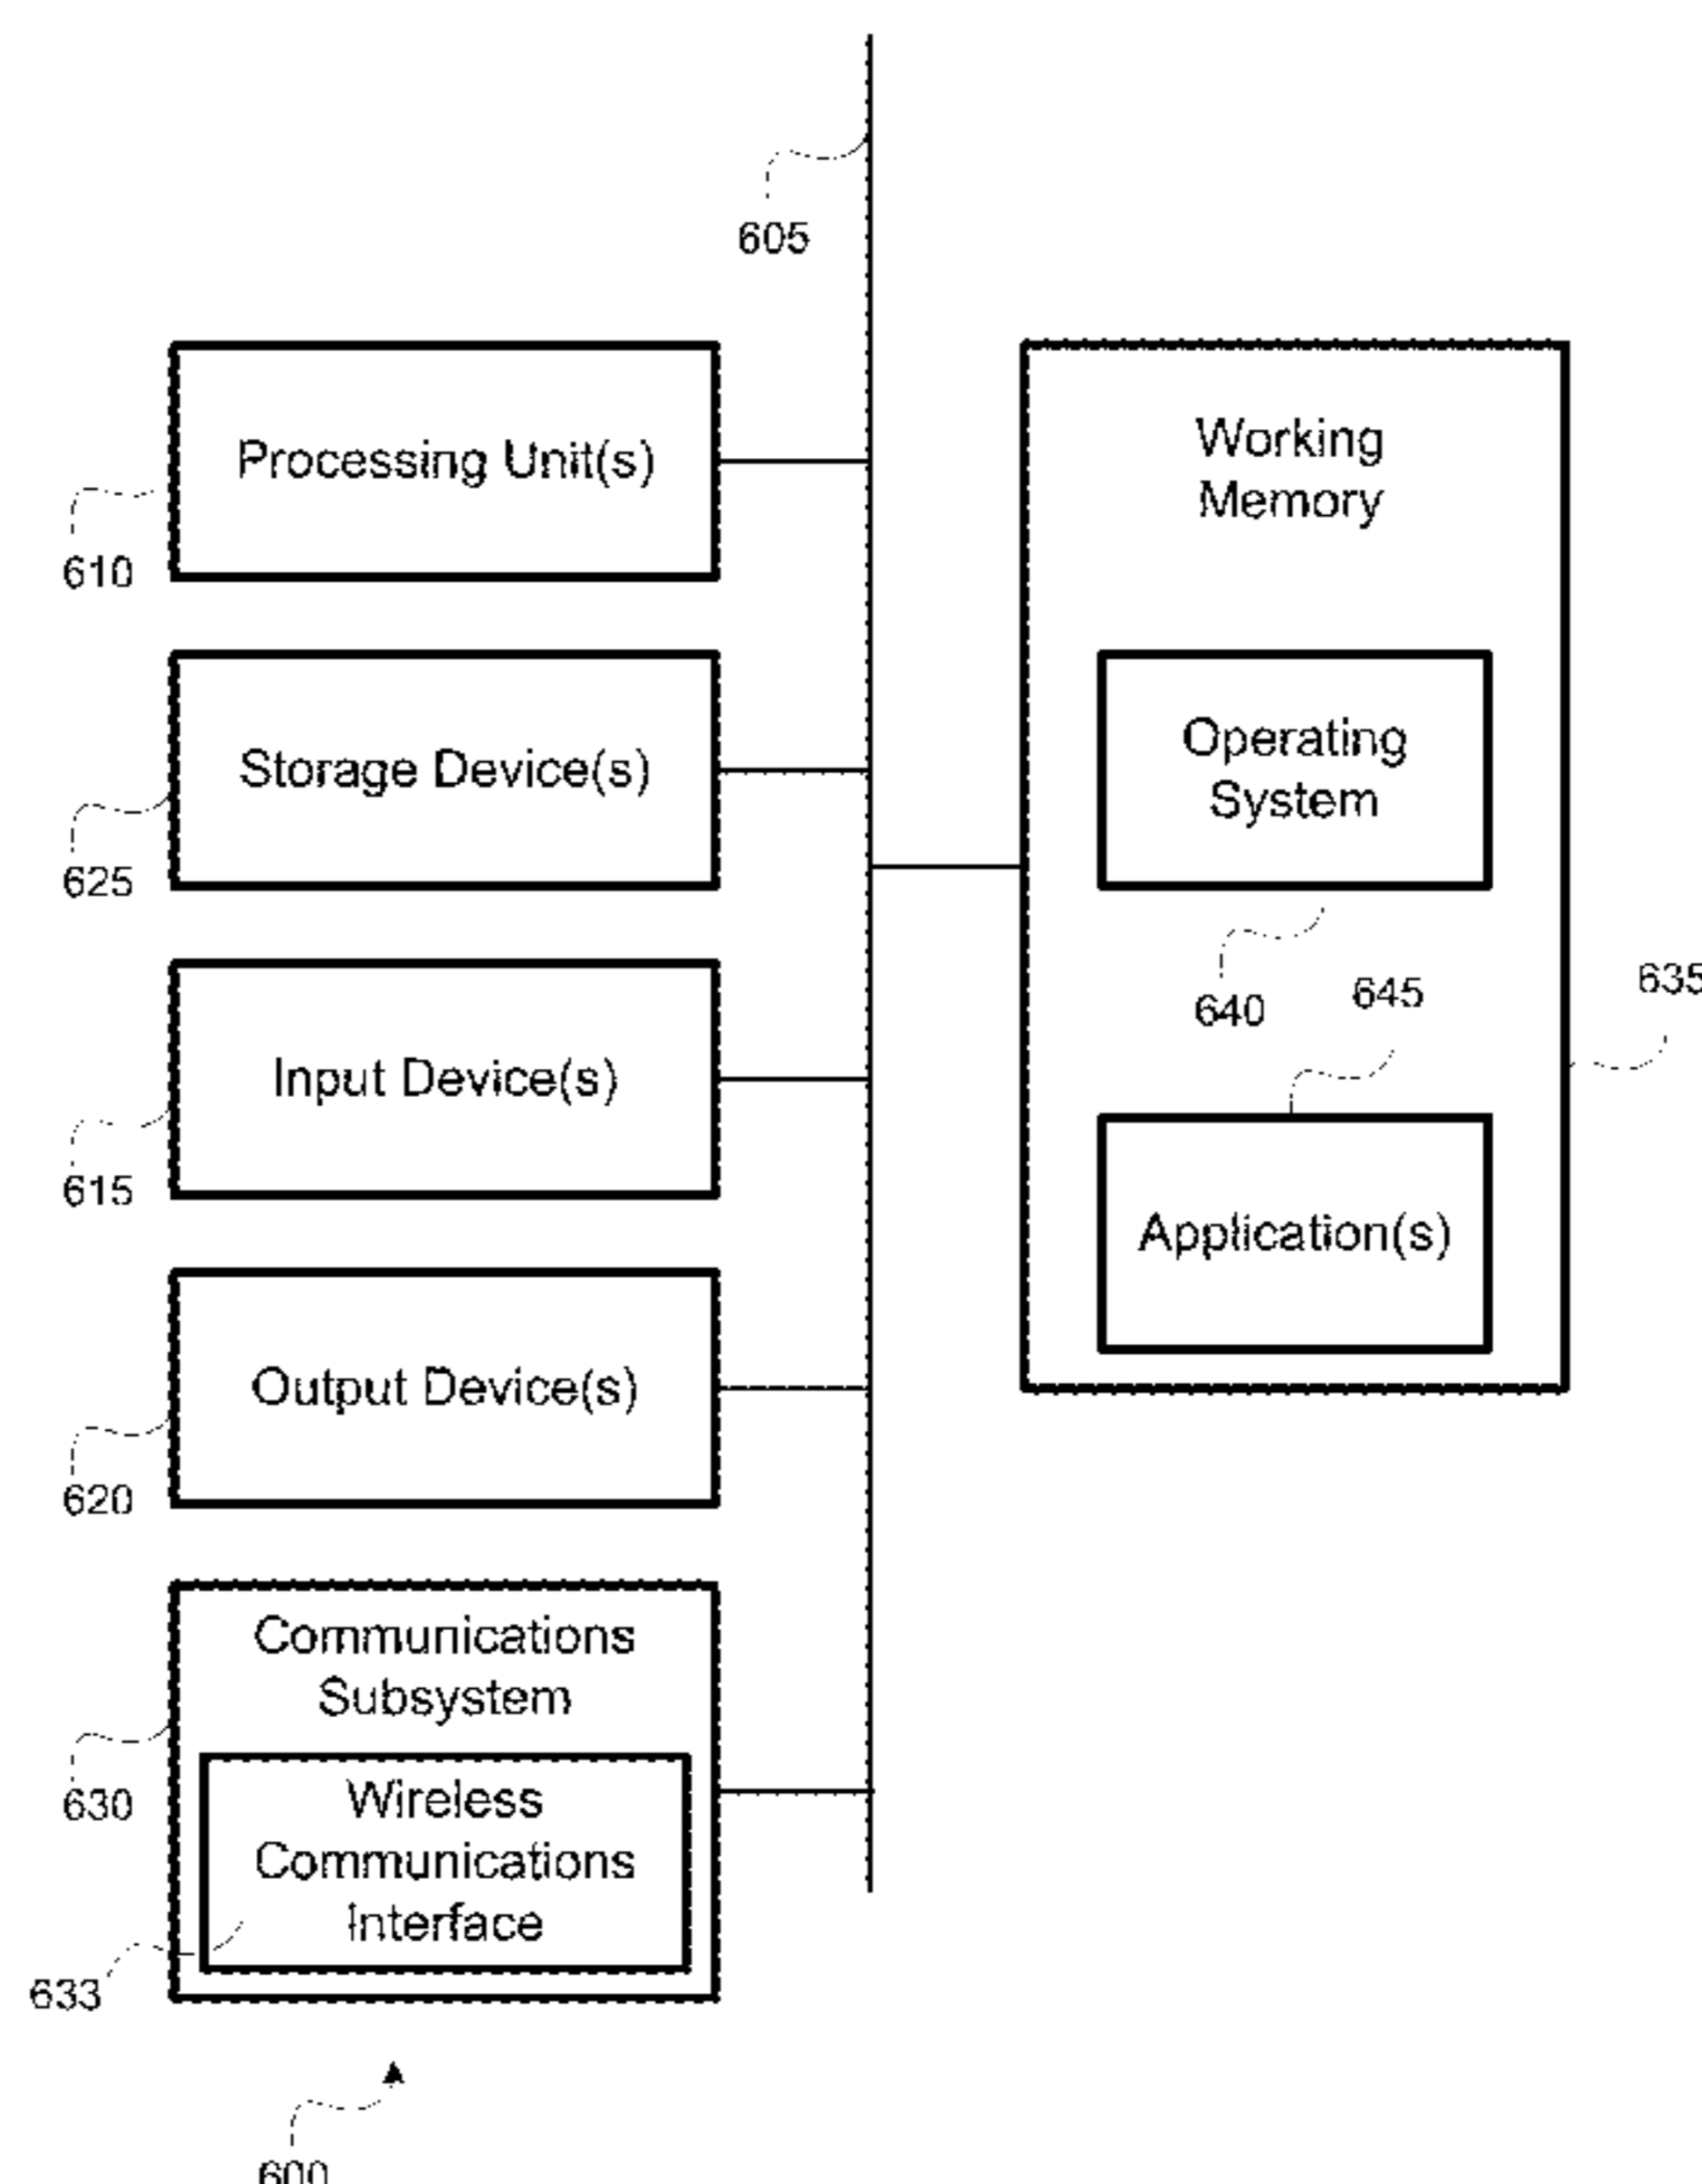 605
Processing Unit(s)
610
Storage Device(s)
625
Input Device(s)
615
Output Device(s)
620
Communications
Subsystem
630
Wireless
Communications
Interface
633
Working
Memory
Operating
System
640
645
635
Application(s)
600